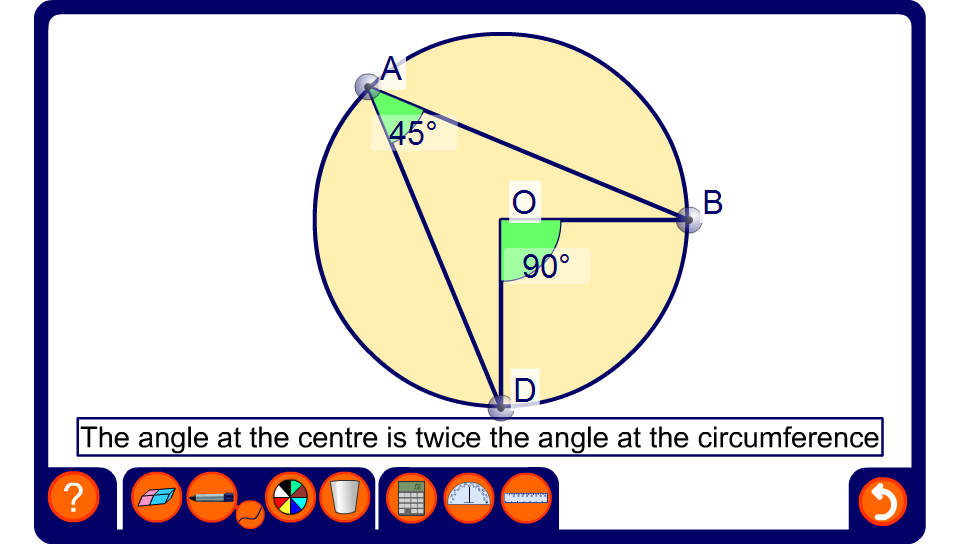 A
45°
O
B
90°
D
The angle at the centre is twice the angle at the circumference
?